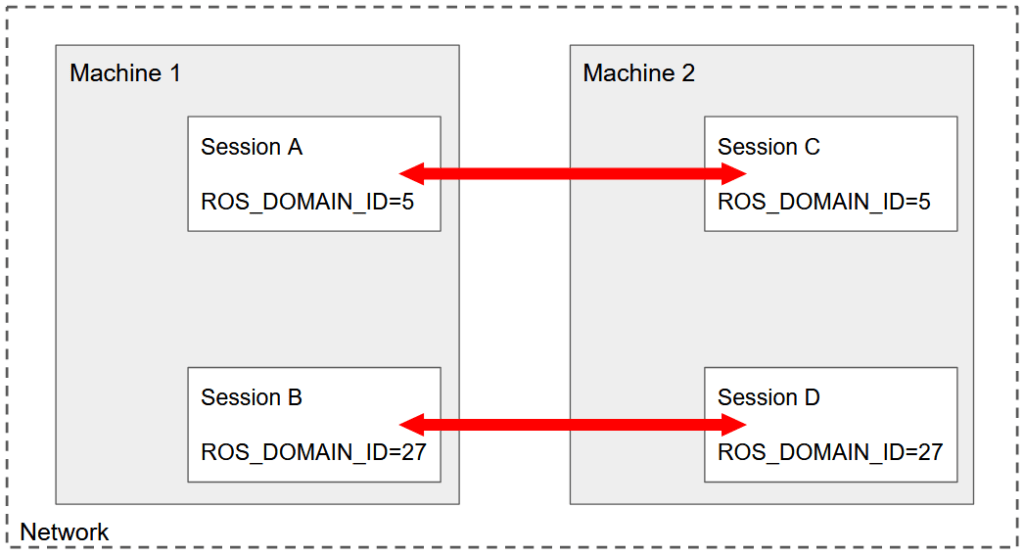 Machine 1
Session A
ROS_DOMAIN_ID=5
Session B
ROS_DOMAIN_ID=27
Machine 2
Session C
ROS_DOMAIN_ID=5
Session D
ROS_DOMAIN_ID=27
Network